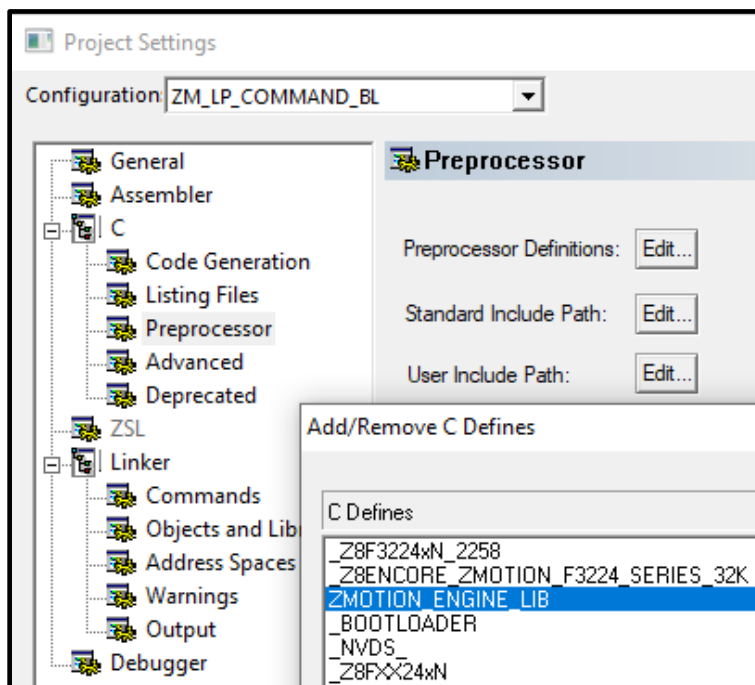 Project Settings
Configuration: ZM_LP_COMMAND_BL
General
Assembler
C
Code Generation
Listing Files
Preprocessor
Advanced
Deprecated
ZSL
Linker
Commands
Objects and Lib
Address Spaces
Warnings
Output
Debugger
Preprocessor
Preprocessor Definitions: Edit...
Standard Include Path: Edit...
User Include Path: Edit...
Add/Remove C Defines
C Defines
_Z8F3224xN_2258
_Z8ENCORE_ZMOTION_F3224_SERIES_32K
ZMOTION_ENGINE_LIB
_BOOTLOADER
_NVDS_
_Z8FXX24xN